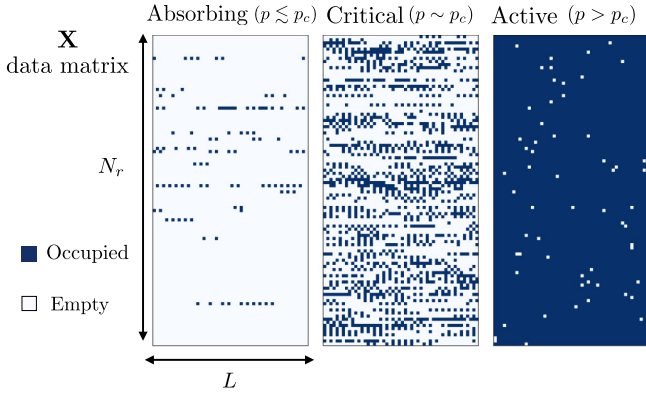 Absorbing (p ≲ p_c) Critical (p ∼ p_c) Active (p > p_c)
X
data matrix
N_r
Occupied
Empty
L